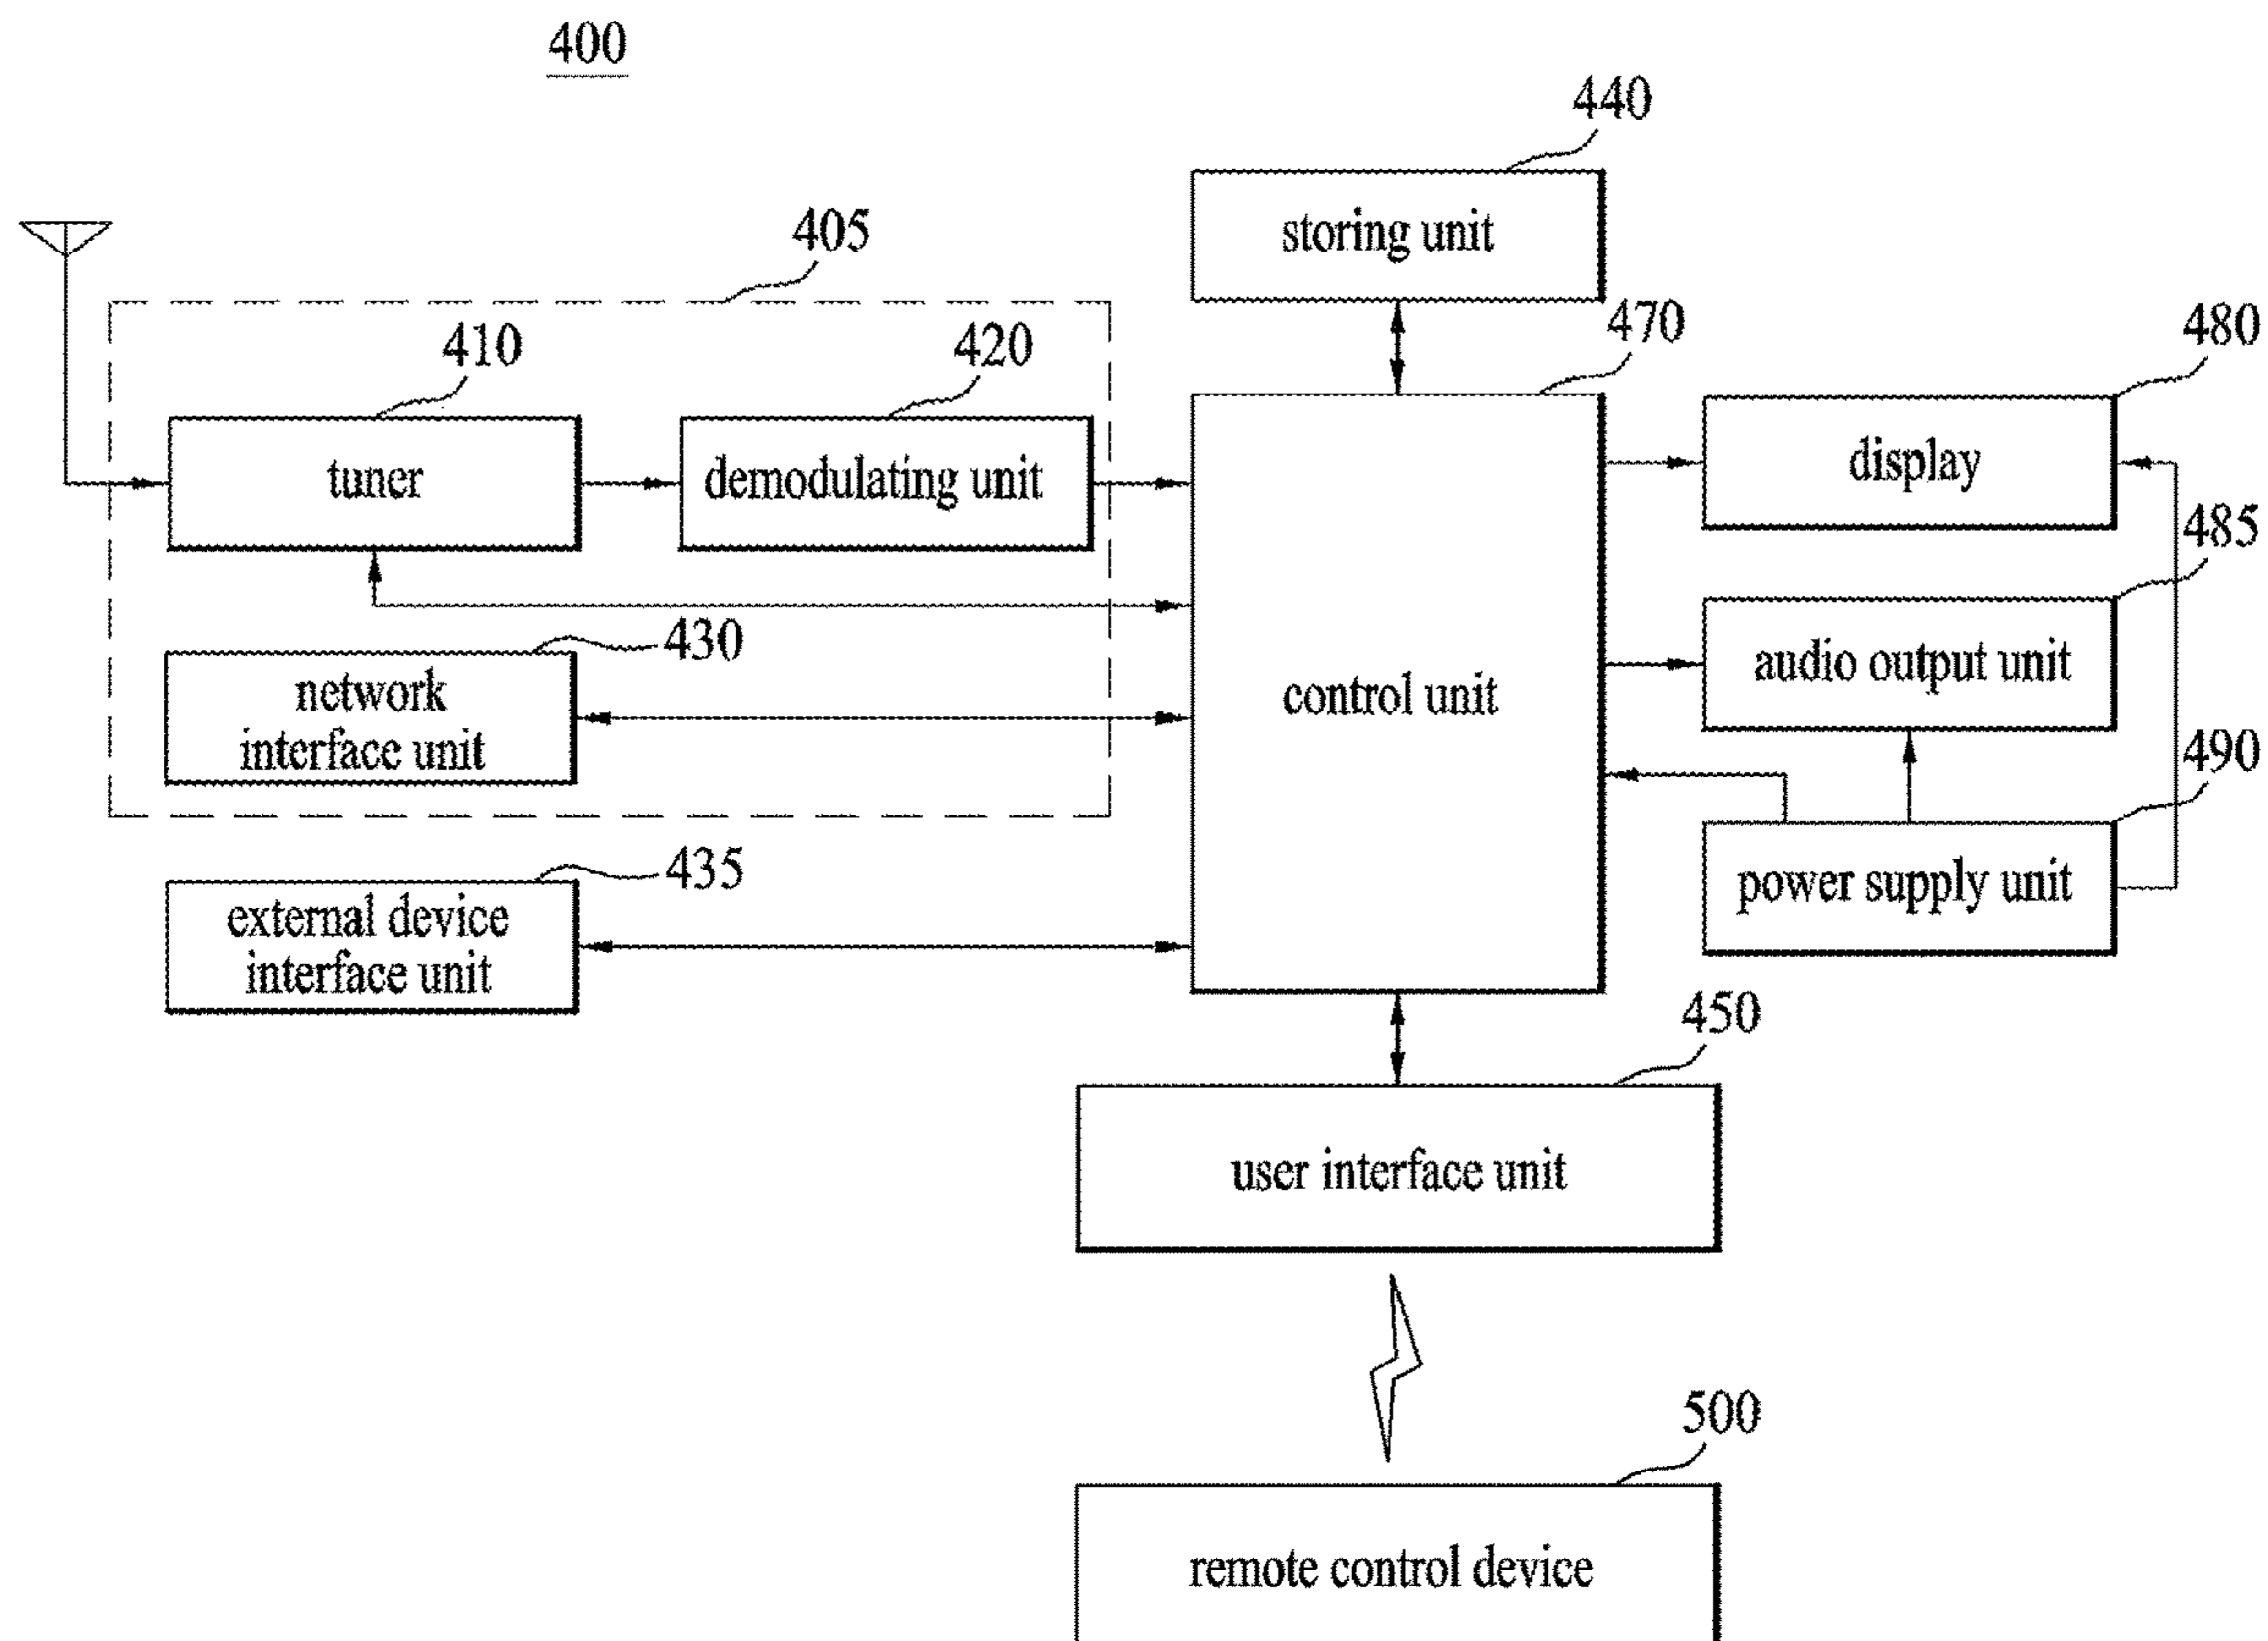 400
440
storing unit
405
470
410
420
480
tuner
demodulating unit
display
485
430
network
interface unit
control unit
audio output unit
490
435
external device
interface unit
power supply unit
450
user interface unit
500
remote control device